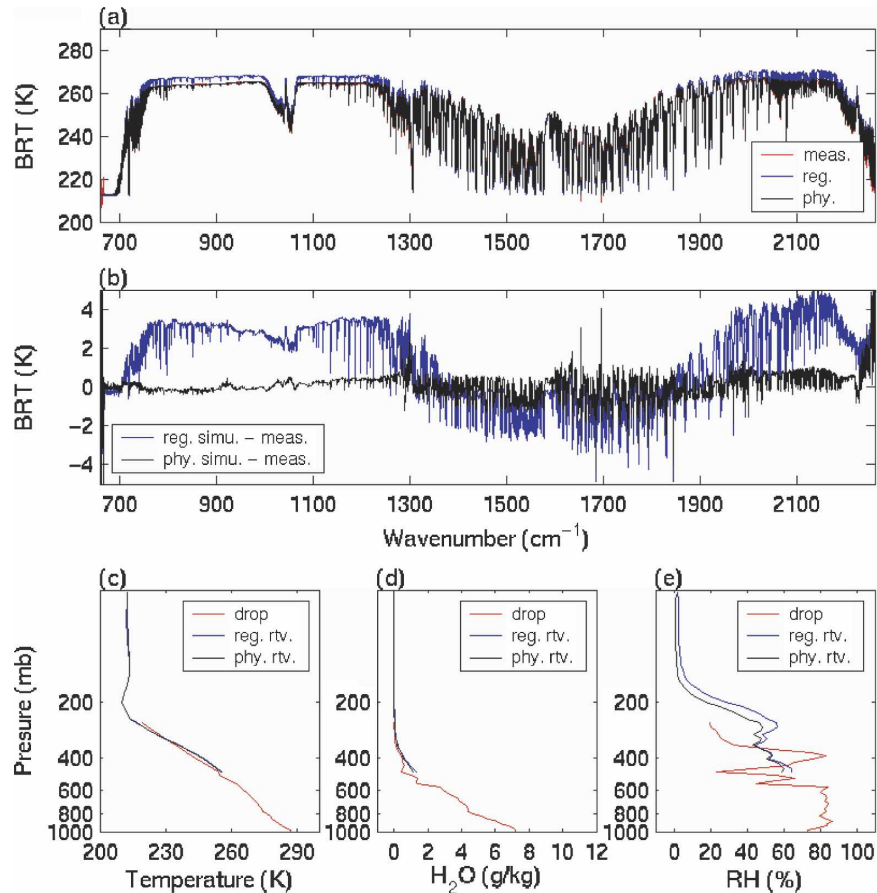 (a)
280
260
240
220
200
BRT (K)
meas.
reg.
phy.
700 900 1100 1300 1500 1700 1900 2100
(b)
4
2
0
−2
−4
BRT (K)
reg. simu. − meas.
phy. simu. − meas.
700 900 1100 1300 1500 1700 1900 2100
Wavenumber (cm⁻¹)
(c)
drop
reg. rtv.
phy. rtv.
Presure (mb)
200
400
600
800
1000
200 230 260 290
Temperature (K)
(d)
drop
reg. rtv.
phy. rtv.
200
400
600
800
1000
0 2 4 6 8 10 12
H₂O (g/kg)
(e)
drop
reg. rtv.
phy. rtv.
200
400
600
800
1000
0 20 40 60 80 100
RH (%)